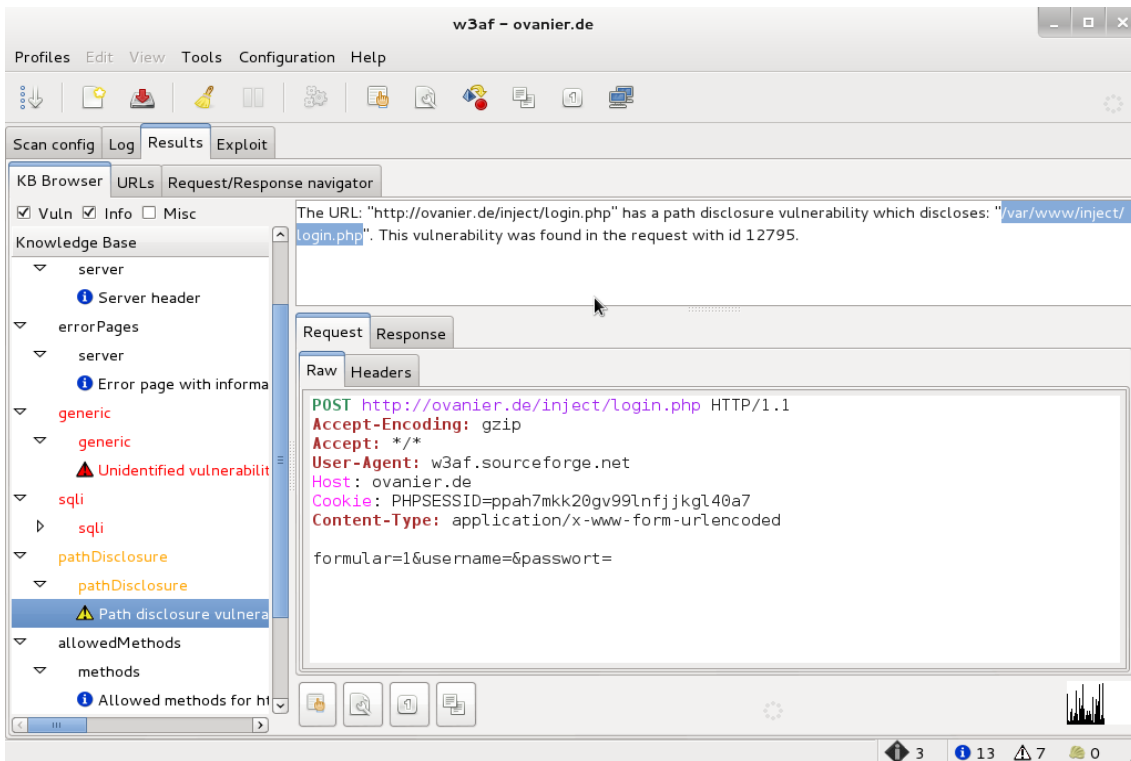 w3af – ovanier.de
Profiles Edit View Tools Configuration Help
Scan config Log Results Exploit
KB Browser URLs Request/Response navigator
Vuln Info Misc
Knowledge Base
server
Server header
errorPages
server
Error page with informa
generic
generic
Unidentified vulnerabilit
sqli
sqli
pathDisclosure
pathDisclosure
Path disclosure vulnera
allowedMethods
methods
Allowed methods for ht
The URL: "http://ovanier.de/inject/login.php" has a path disclosure vulnerability which discloses: "/var/www/inject/
login.php". This vulnerability was found in the request with id 12795.
Request Response
Raw Headers
POST http://ovanier.de/inject/login.php HTTP/1.1
Accept-Encoding: gzip
Accept: */*
User-Agent: w3af.sourceforge.net
Host: ovanier.de
Cookie: PHPSESSID=ppah7mkk20gv99lnfjjkgl40a7
Content-Type: application/x-www-form-urlencoded
formular=1&username=&passwort=
3 13 7 0